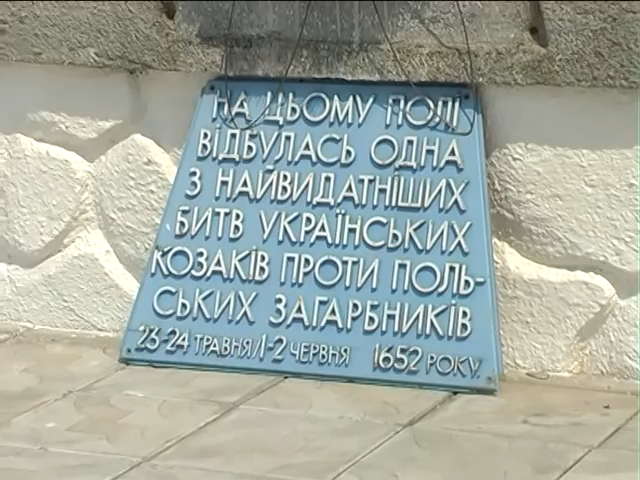 НА ЦЬОМУ ПОЛІ
ВІДБУЛАСЬ ОДНА
З НАЙВИДАТНІШИХ
БИТВ УКРАЇНСЬКИХ
КОЗАКІВ ПРОТИ ПОЛЬ-
СЬКИХ ЗАГАРБНИКІВ
23-24 ТРАВНЯ/1-2 ЧЕРВНЯ 1652 РОКУ.